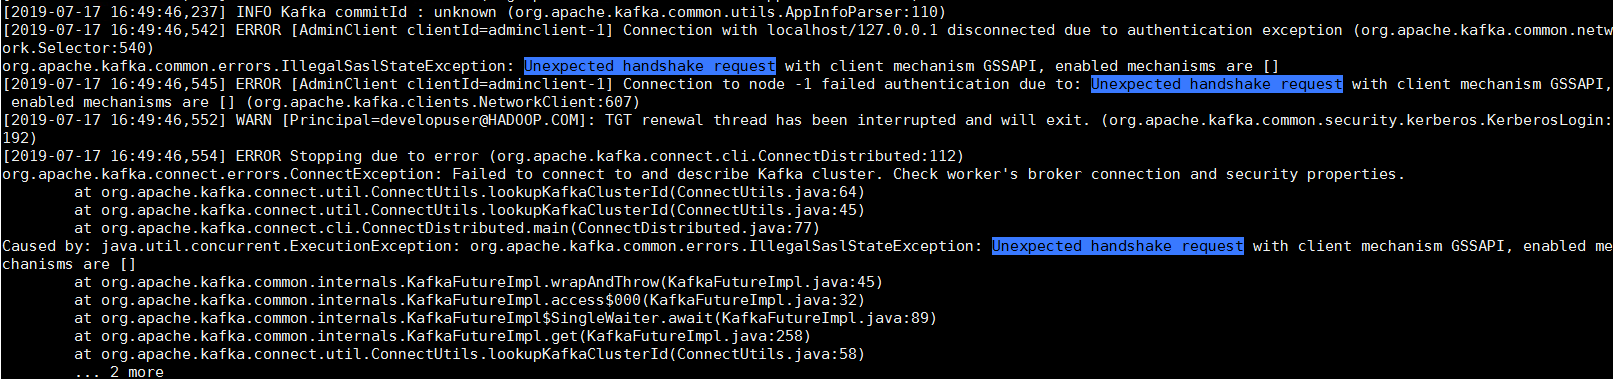 [2019-07-17 16:49:46,237] INFO Kafka commitId : unknown (org.apache.kafka.common.utils.AppInfoParser:110)
[2019-07-17 16:49:46,542] ERROR [AdminClient clientId=adminclient-1] Connection with localhost/127.0.0.1 disconnected due to authentication exception (org.apache.kafka.common.netw
ork.Selector:540)
org.apache.kafka.common.errors.IllegalSaslStateException: Unexpected handshake request with client mechanism GSSAPI, enabled mechanisms are []
[2019-07-17 16:49:46,545] ERROR [AdminClient clientId=adminclient-1] Connection to node -1 failed authentication due to: Unexpected handshake request with client mechanism GSSAPI,
 enabled mechanisms are [] (org.apache.kafka.clients.NetworkClient:607)
[2019-07-17 16:49:46,552] WARN [Principal=developuser@HADOOP.COM]: TGT renewal thread has been interrupted and will exit. (org.apache.kafka.common.security.kerberos.KerberosLogin:
192)
[2019-07-17 16:49:46,554] ERROR Stopping due to error (org.apache.kafka.connect.cli.ConnectDistributed:112)
org.apache.kafka.connect.errors.ConnectException: Failed to connect to and describe Kafka cluster. Check worker's broker connection and security properties.
        at org.apache.kafka.connect.util.ConnectUtils.lookupKafkaClusterId(ConnectUtils.java:64)
        at org.apache.kafka.connect.util.ConnectUtils.lookupKafkaClusterId(ConnectUtils.java:45)
        at org.apache.kafka.connect.cli.ConnectDistributed.main(ConnectDistributed.java:77)
Caused by: java.util.concurrent.ExecutionException: org.apache.kafka.common.errors.IllegalSaslStateException: Unexpected handshake request with client mechanism GSSAPI, enabled me
chanisms are []
        at org.apache.kafka.common.internals.KafkaFutureImpl.wrapAndThrow(KafkaFutureImpl.java:45)
        at org.apache.kafka.common.internals.KafkaFutureImpl.access$000(KafkaFutureImpl.java:32)
        at org.apache.kafka.common.internals.KafkaFutureImpl$SingleWaiter.await(KafkaFutureImpl.java:89)
        at org.apache.kafka.common.internals.KafkaFutureImpl.get(KafkaFutureImpl.java:258)
        at org.apache.kafka.connect.util.ConnectUtils.lookupKafkaClusterId(ConnectUtils.java:58)
        ... 2 more